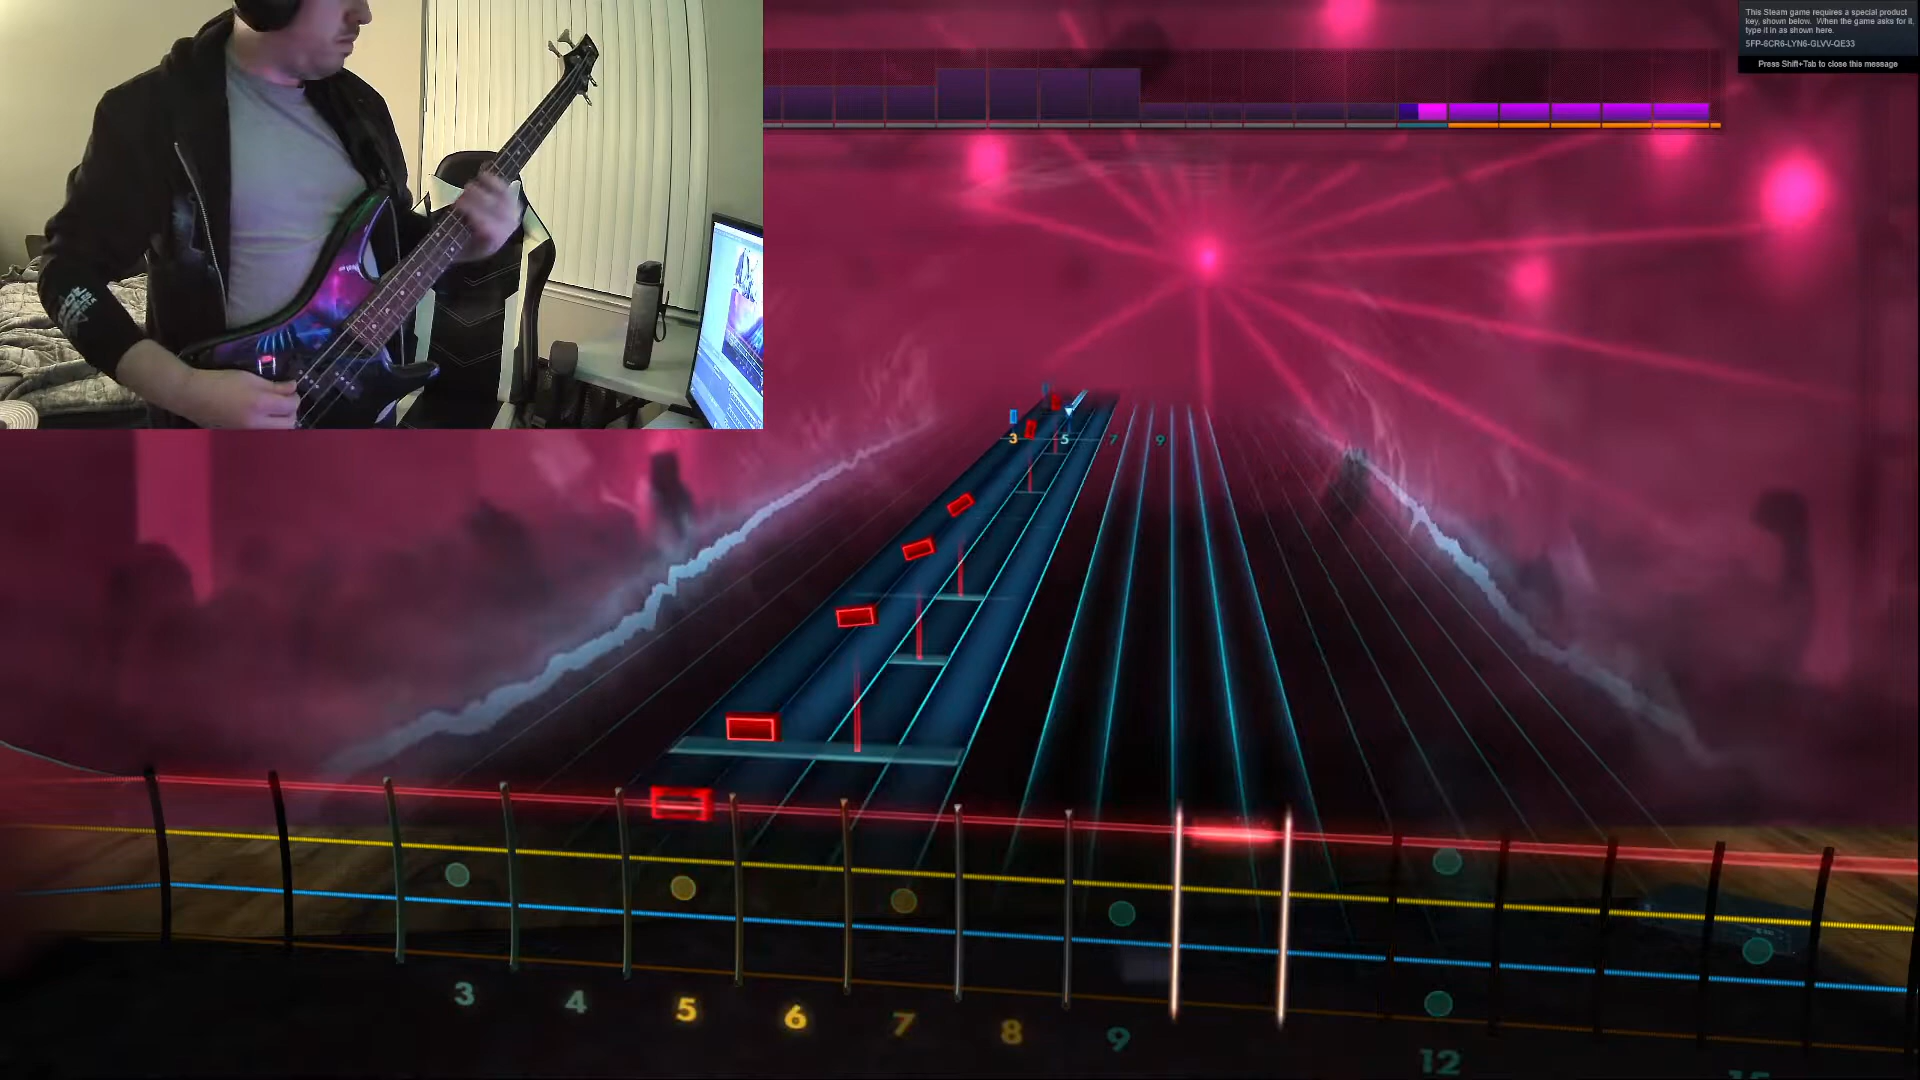 This Steam game requires a special product
key, shown below. When the game asks for it,
type it in as shown here.
5FP-6CR6-LYN6-GLVV-QE33
Press Shift+Tab to close this message
3 5 7 9
3 4 5 6 7 8 9 12